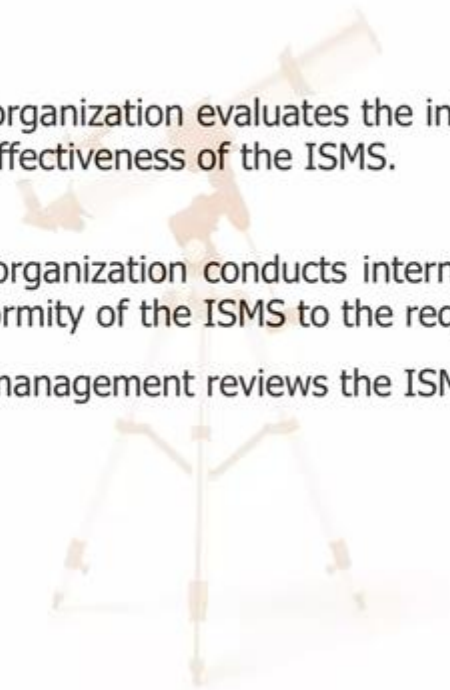 organization evaluates the in
ffectiveness of the ISMS.
organization conducts intern
rmity of the ISMS to the req
management reviews the ISM